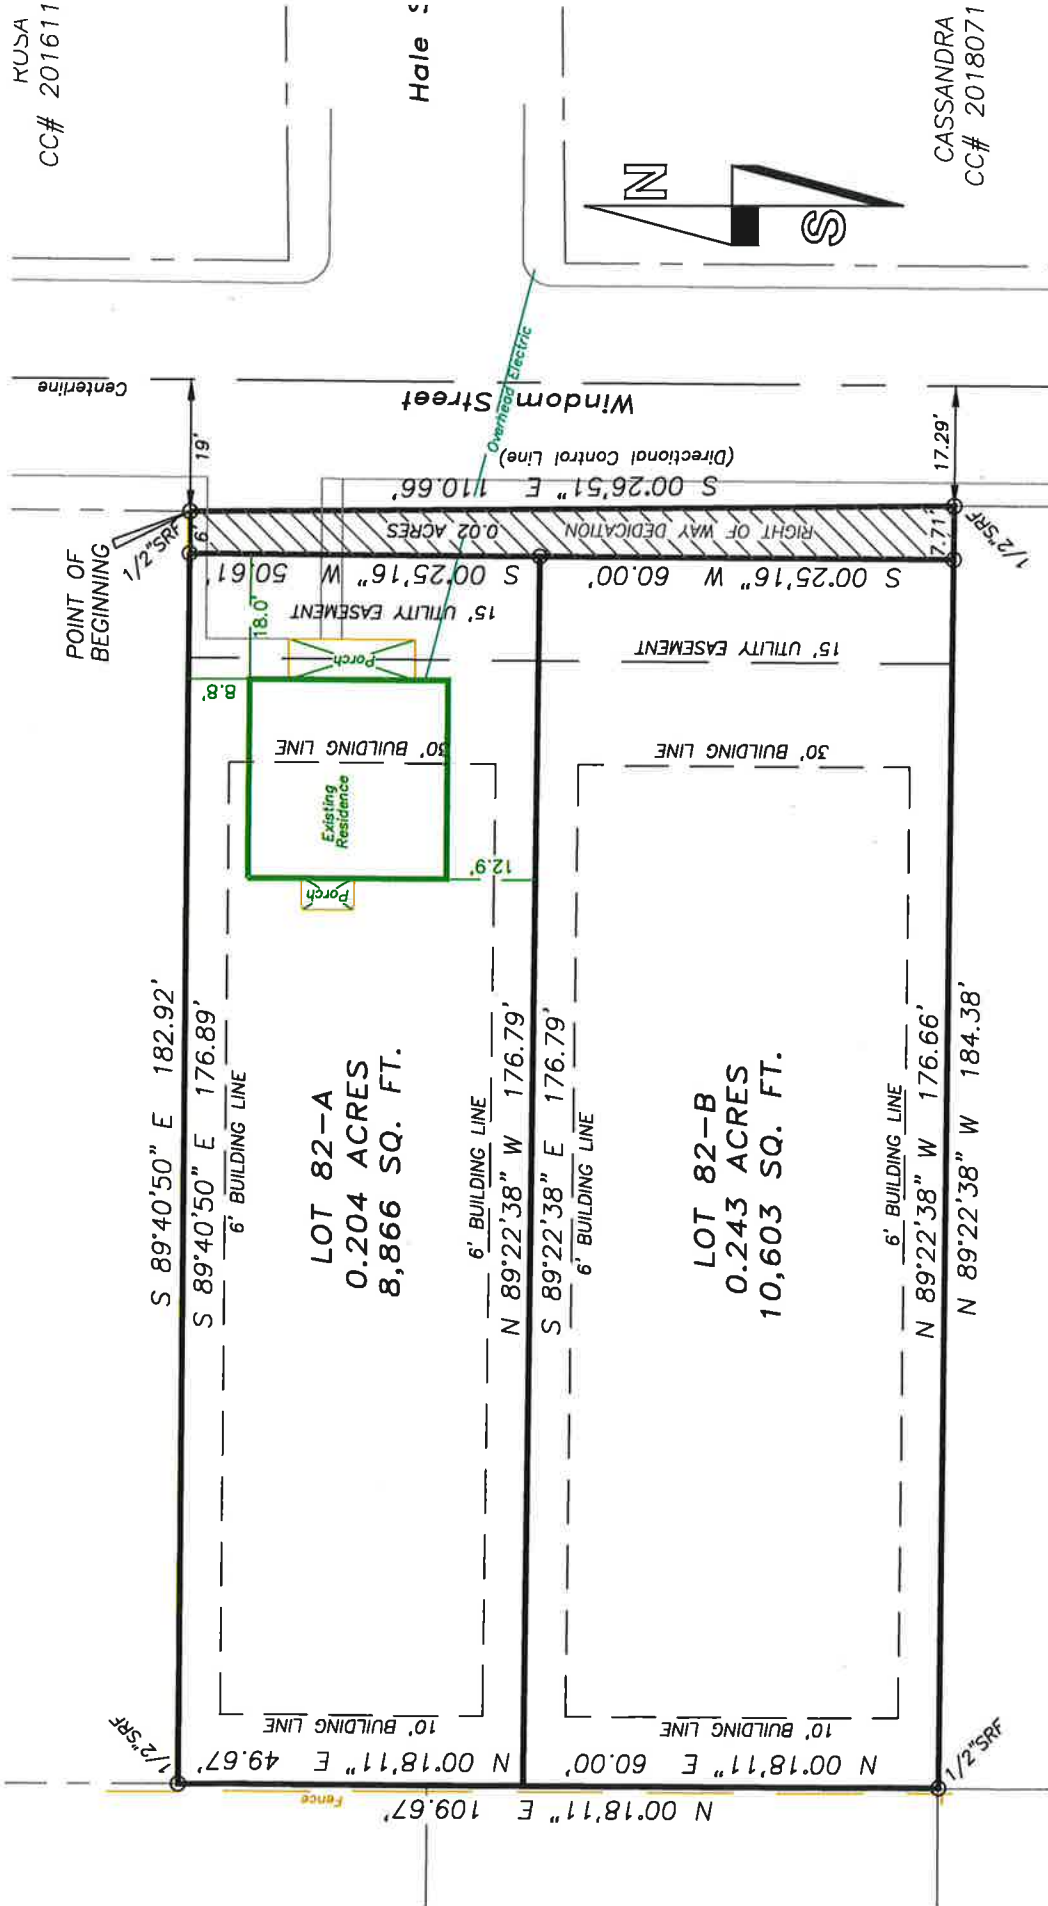 ROSA
CC# 201611
Hale
CASSANDRA
CC# 2018071
N
S
Centerline
Windom Street
Overhead Electric
19'
17.29'
(Directional Control Line)
S 00°26'51" E 110.66'
POINT OF
BEGINNING
1/2"SRF
6'
RIGHT OF WAY DEDICATION
0.02 ACRES
7.71'
1/2"SRF
S 00°25'16" W 50.61'
S 00°25'16" W 60.00'
15' UTILITY EASEMENT
15' UTILITY EASEMENT
18.0'
8.8'
Porch
30' BUILDING LINE
30' BUILDING LINE
Existing
Residence
12.9'
Porch
S 89°40'50" E 182.92'
S 89°40'50" E 176.89'
6' BUILDING LINE
LOT 82-A
0.204 ACRES
8,866 SQ. FT.
6' BUILDING LINE
N 89°22'38" W 176.79'
S 89°22'38" E 176.79'
6' BUILDING LINE
LOT 82-B
0.243 ACRES
10,603 SQ. FT.
6' BUILDING LINE
N 89°22'38" W 176.66'
N 89°22'38" W 184.38'
10' BUILDING LINE
10' BUILDING LINE
1/2"SRF
N 00°18'11" E 49.67'
N 00°18'11" E 60.00'
1/2"SRF
Fence
N 00°18'11" E 109.67'